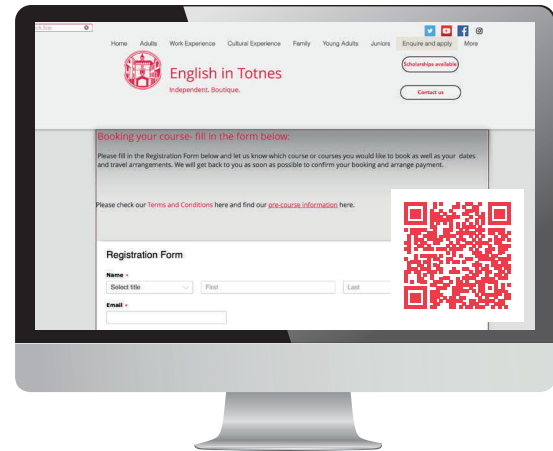 Home Adults Work Experience Cultural Experience Family Young Adults Juniors Enquire and apply More
English in Totnes
Independent. Boutique.
Scholarships available
Contact us
Booking your course- fill in the form below:
Please fill in the Registration Form below and let us know which course or courses you would like to book as well as your dates
and travel arrangements. We will get back to you as soon as possible to confirm your booking and arrange payment.
Please check our Terms and Conditions here and find our pre-course information here.
Registration Form
Name *
Select title First Last
Email *